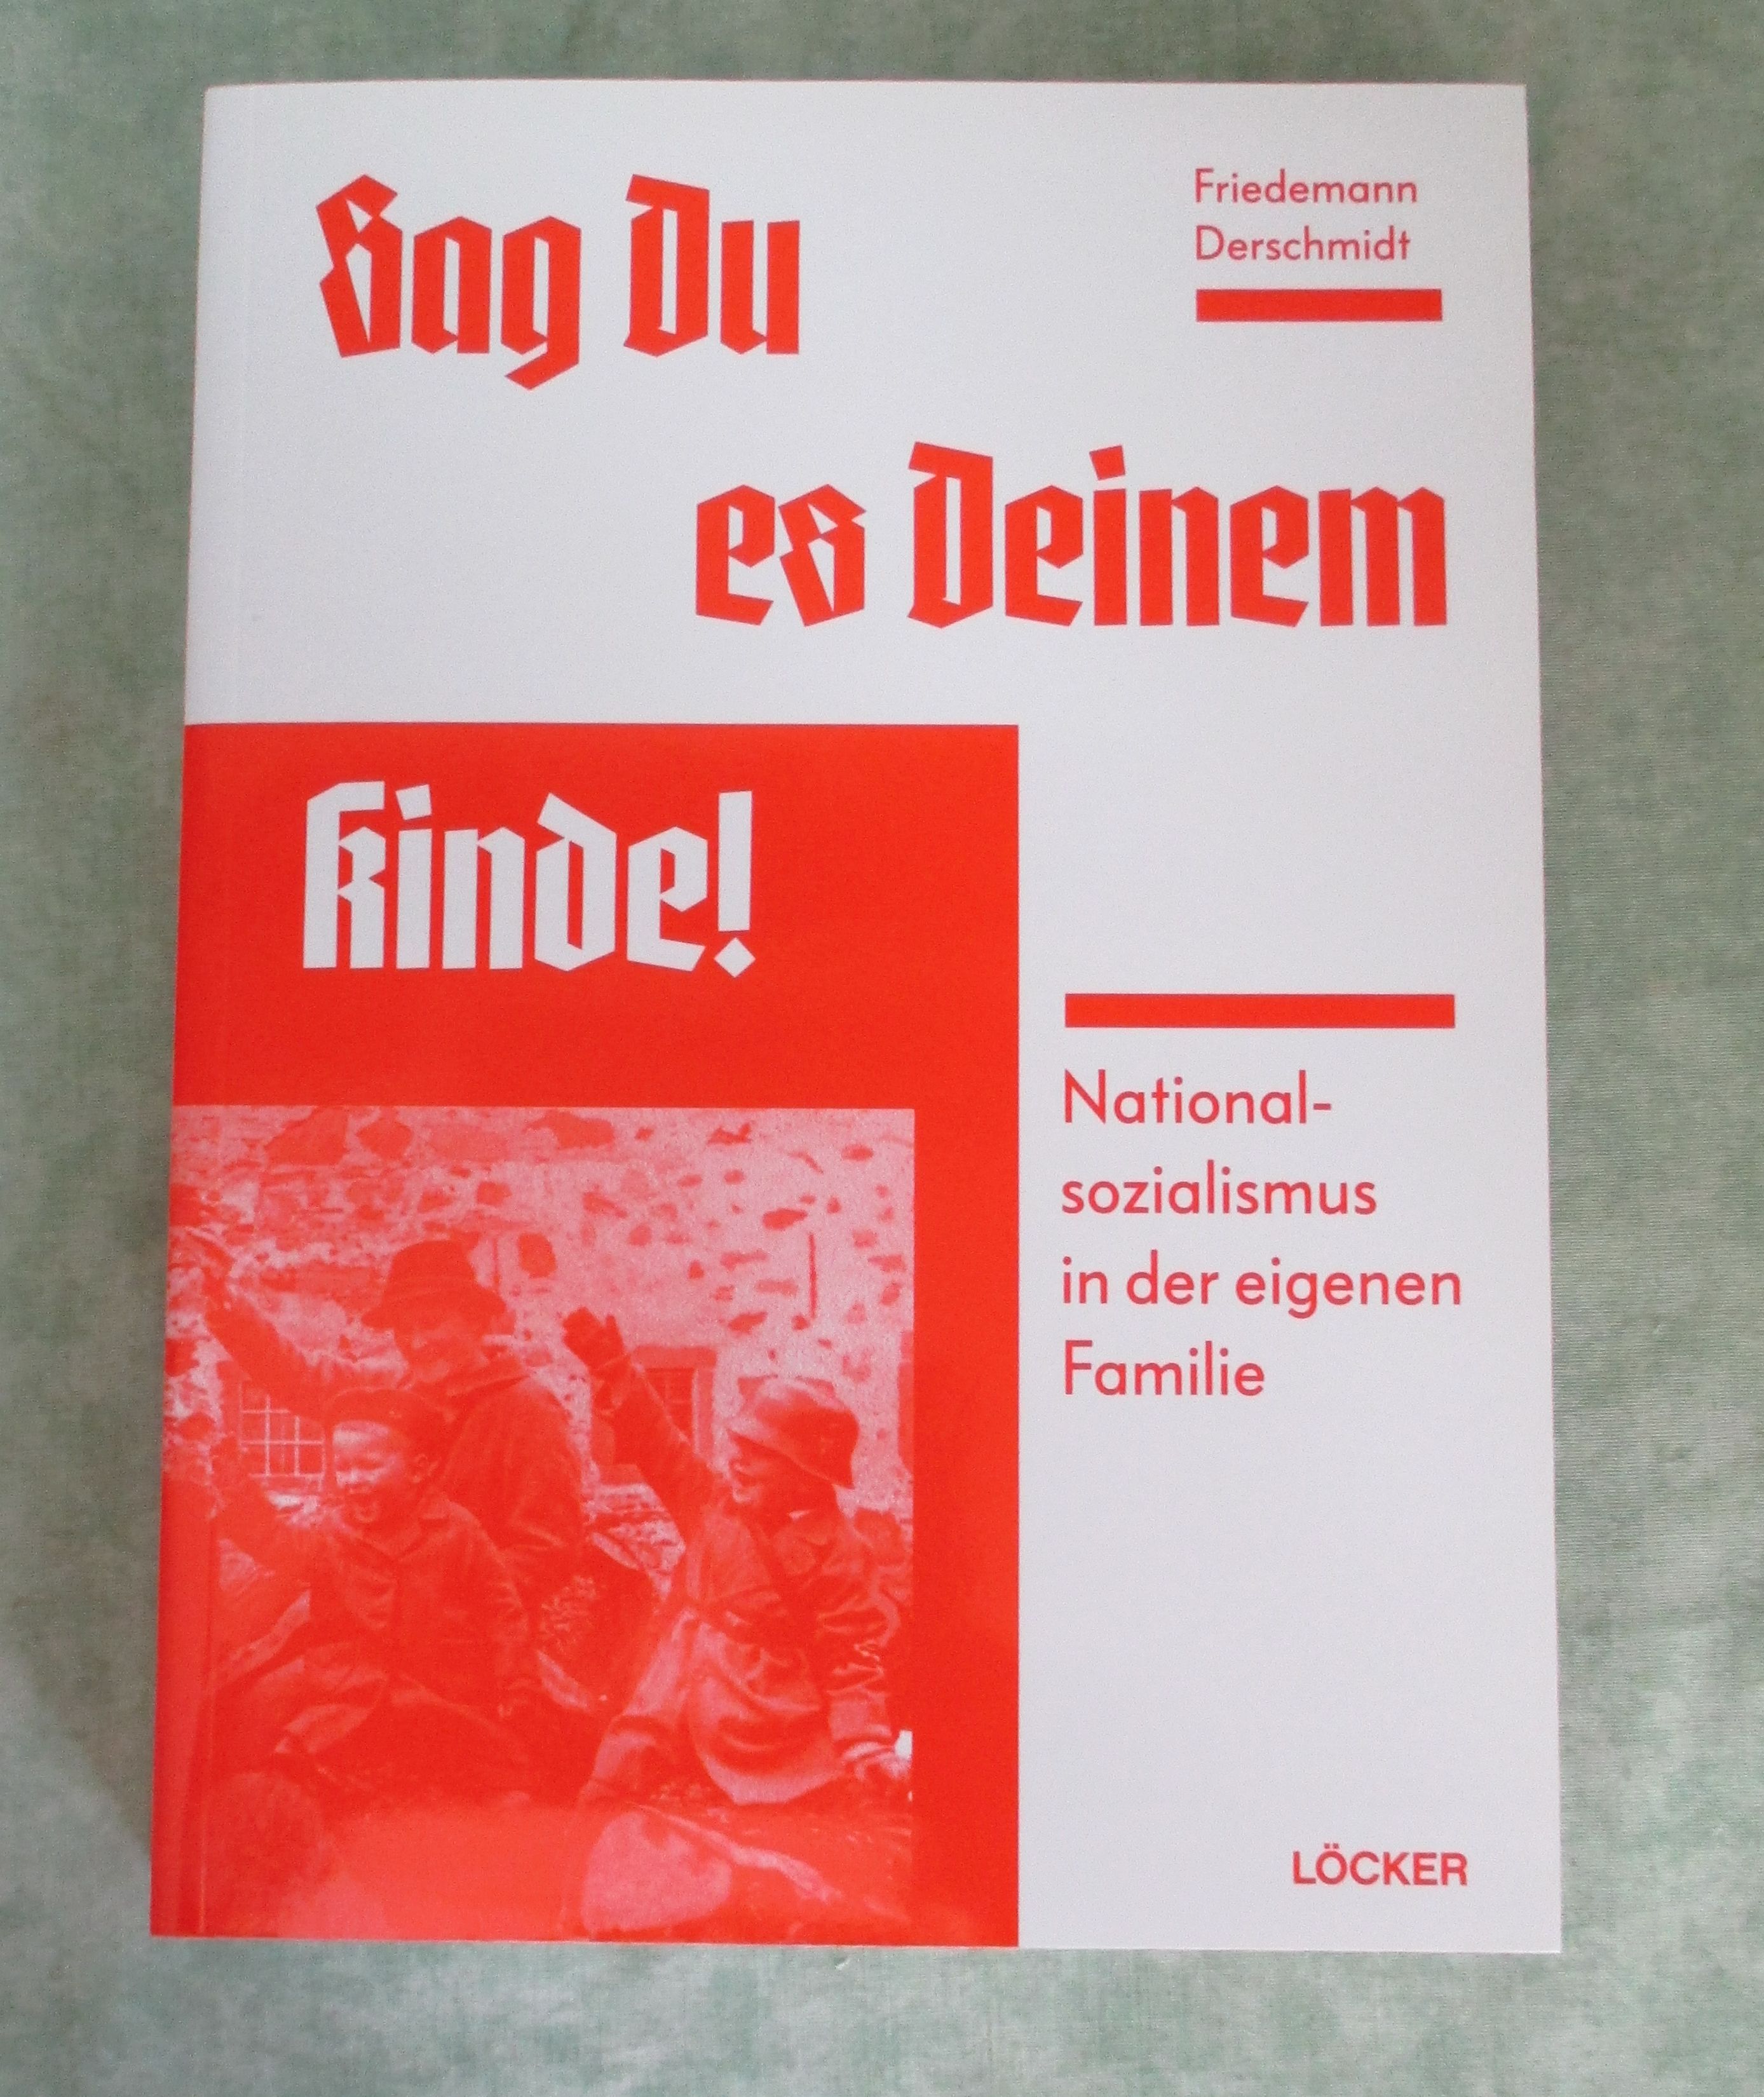 Sag Du
Friedemann
Derschmidt
es Deinem
Kinde!
National-
sozialismus
in der eigenen
Familie
LÖCKER